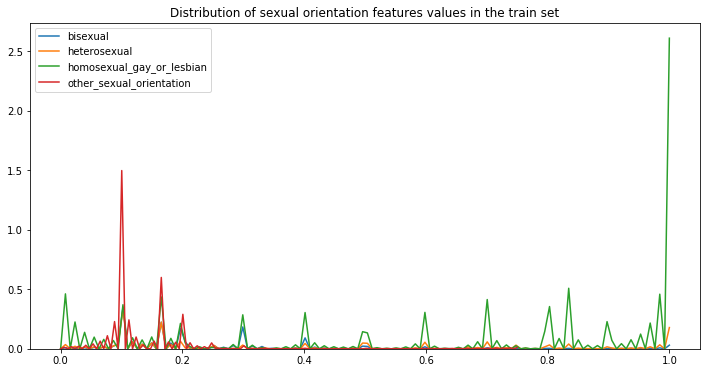 Distribution of sexual orientation features values in the train set
bisexual
heterosexual
homosexual_gay_or_lesbian
other_sexual_orientation
2.5
2.0
1.5
1.0
0.5
0.0
0.0 0.2 0.4 0.6 0.8 1.0